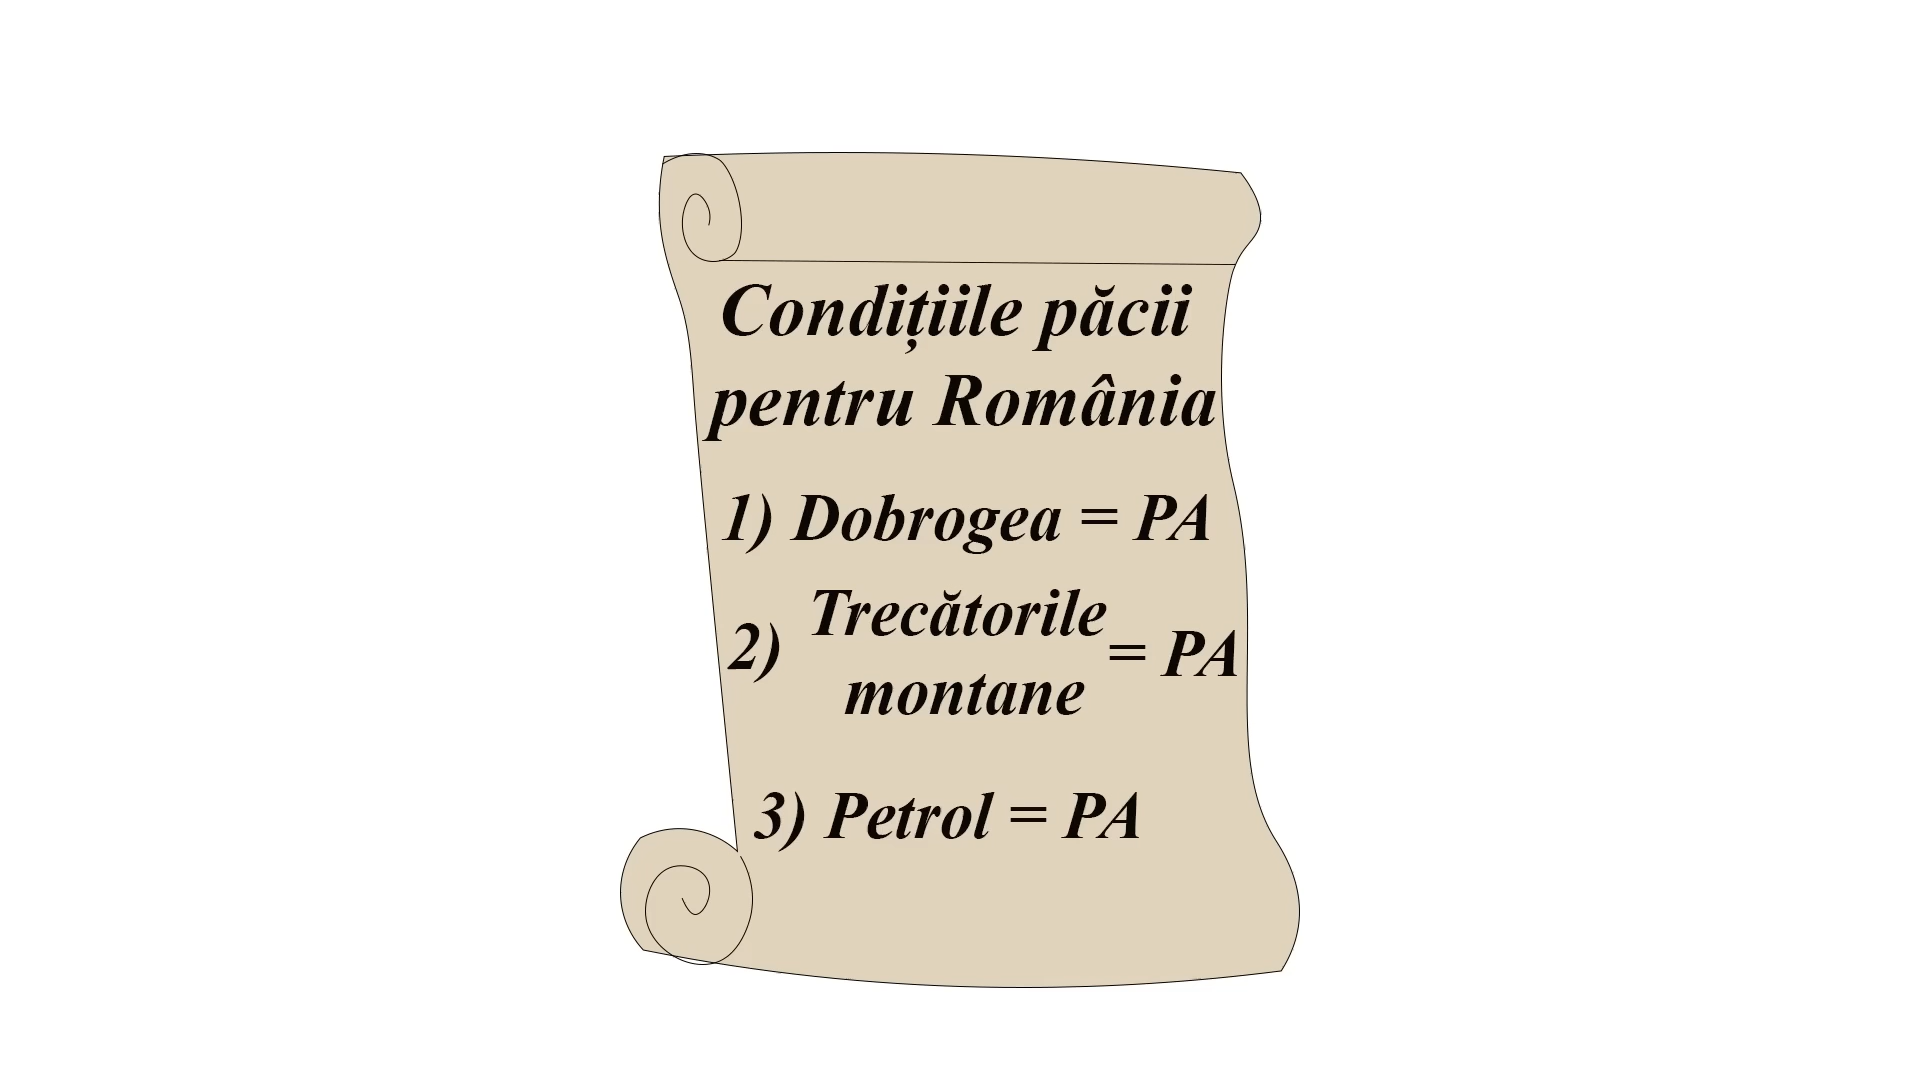 Condițiile păcii
pentru România
1) Dobrogea = PA
2) Trecătorile
montane = PA
3) Petrol = PA